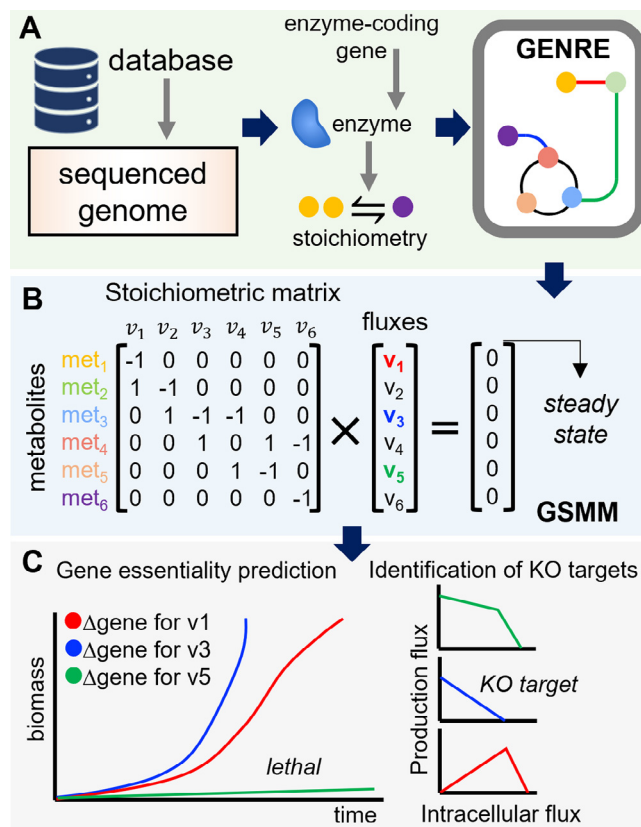 A
database
sequenced
genome
enzyme-coding
gene
enzyme
stoichiometry
GENRE
B
Stoichiometric matrix
fluxes
v1 v2 v3 v4 v5 v6
metabolites
met1 -1 0 0 0 0 0 v1 0
met2 1 -1 0 0 0 0 v2 0
met3 0 1 -1 -1 0 0 v3 0
met4 0 0 1 0 1 -1 v4 0
met5 0 0 0 1 -1 0 v5 0
met6 0 0 0 0 0 -1 v6 0
× =
steady
state
GSMM
C
Gene essentiality prediction
Δgene for v1
Δgene for v3
Δgene for v5
biomass
lethal
time
Identification of KO targets
Production flux
KO target
Intracellular flux